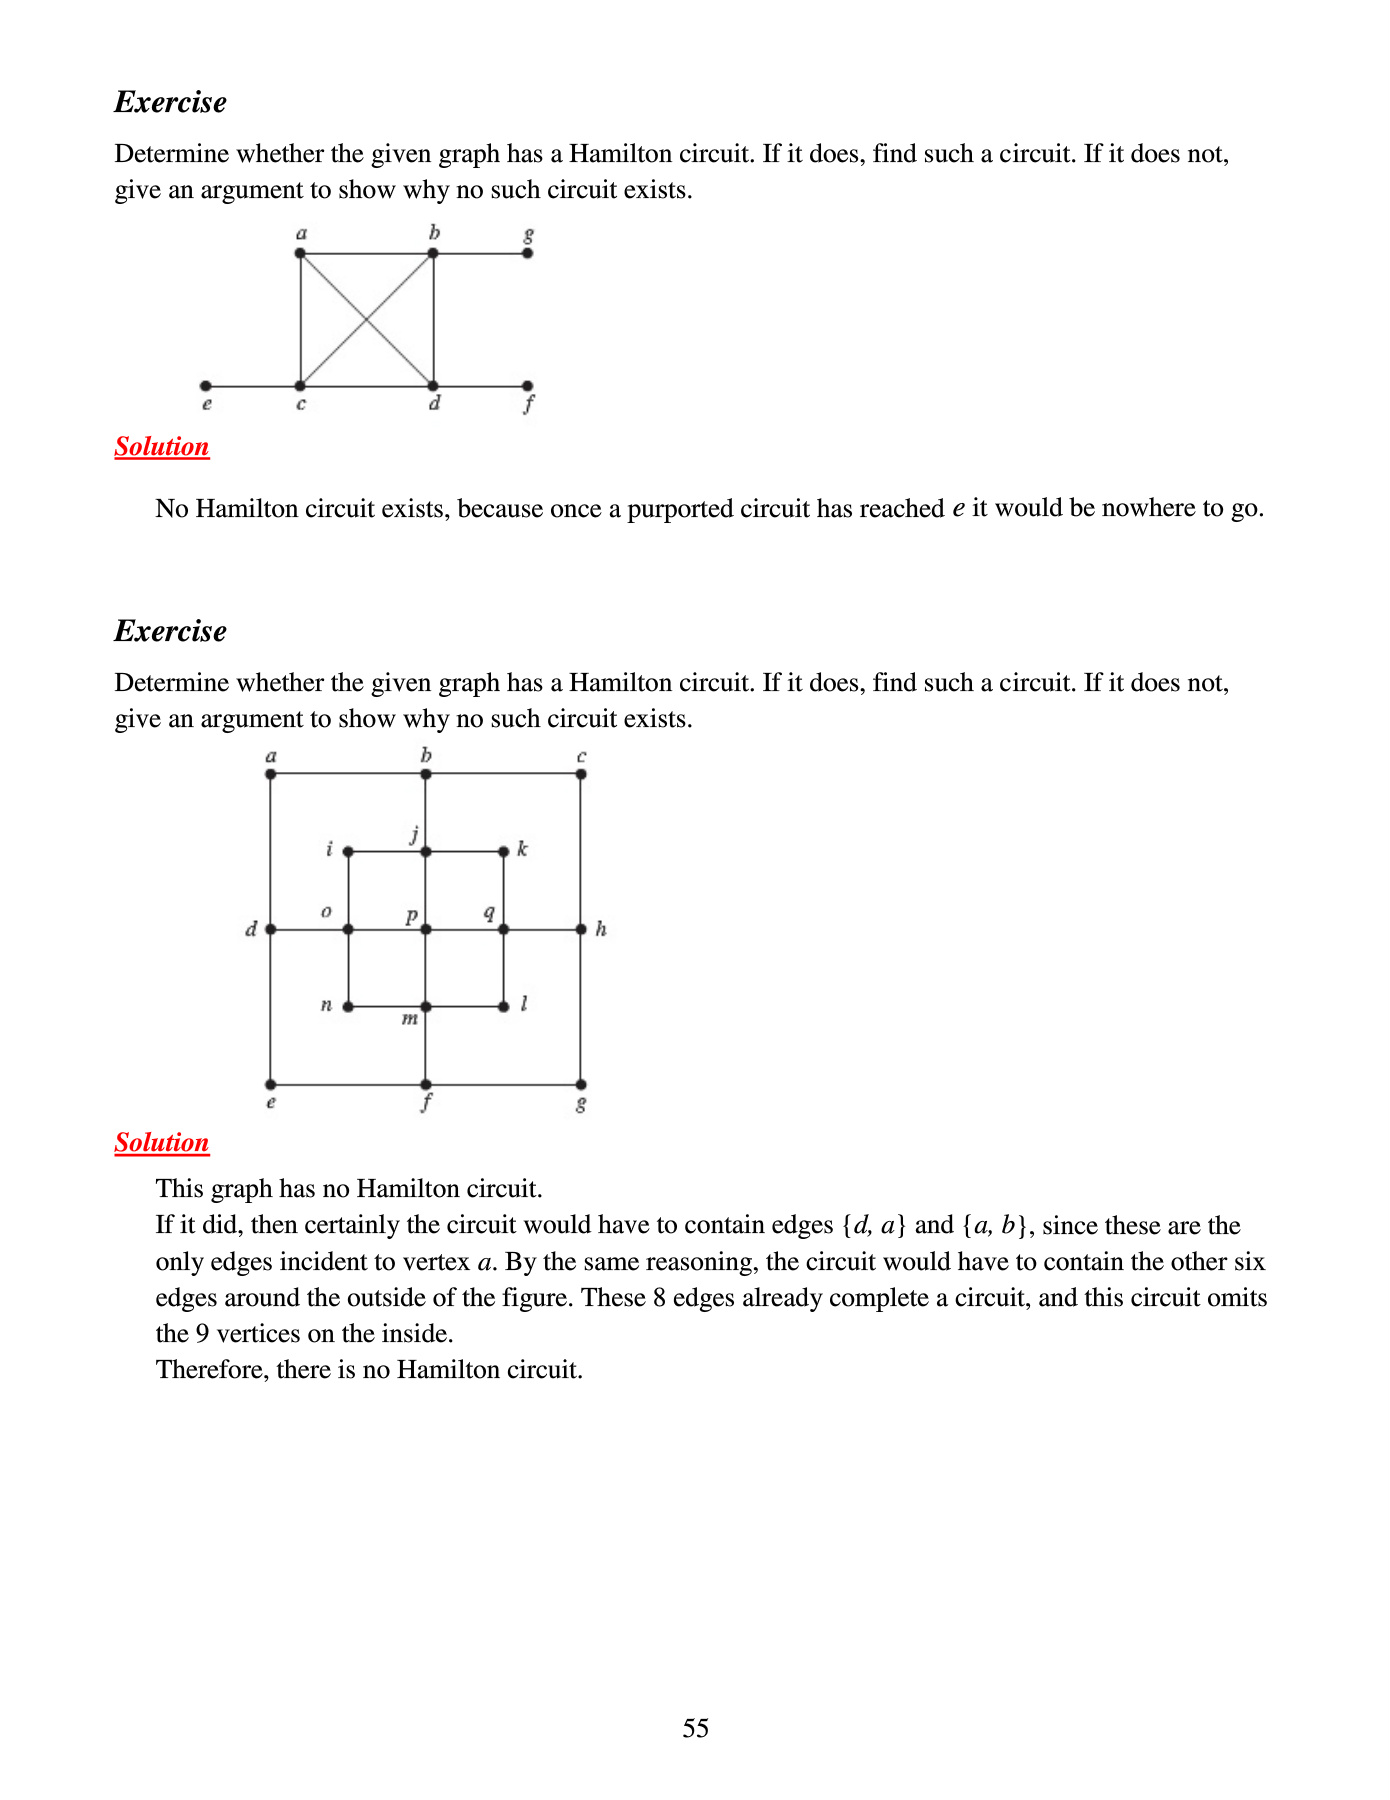 Exercise
Determine whether the given graph has a Hamilton circuit. If it does, find such a circuit. If it does not,
give an argument to show why no such circuit exists.
a b g
e c d f
Solution
No Hamilton circuit exists, because once a purported circuit has reached e it would be nowhere to go.
Exercise
Determine whether the given graph has a Hamilton circuit. If it does, find such a circuit. If it does not,
give an argument to show why no such circuit exists.
a b c
i j k
d o p q h
n m l
e f g
Solution
This graph has no Hamilton circuit.
If it did, then certainly the circuit would have to contain edges {d, a} and {a, b}, since these are the
only edges incident to vertex a. By the same reasoning, the circuit would have to contain the other six
edges around the outside of the figure. These 8 edges already complete a circuit, and this circuit omits
the 9 vertices on the inside.
Therefore, there is no Hamilton circuit.
55